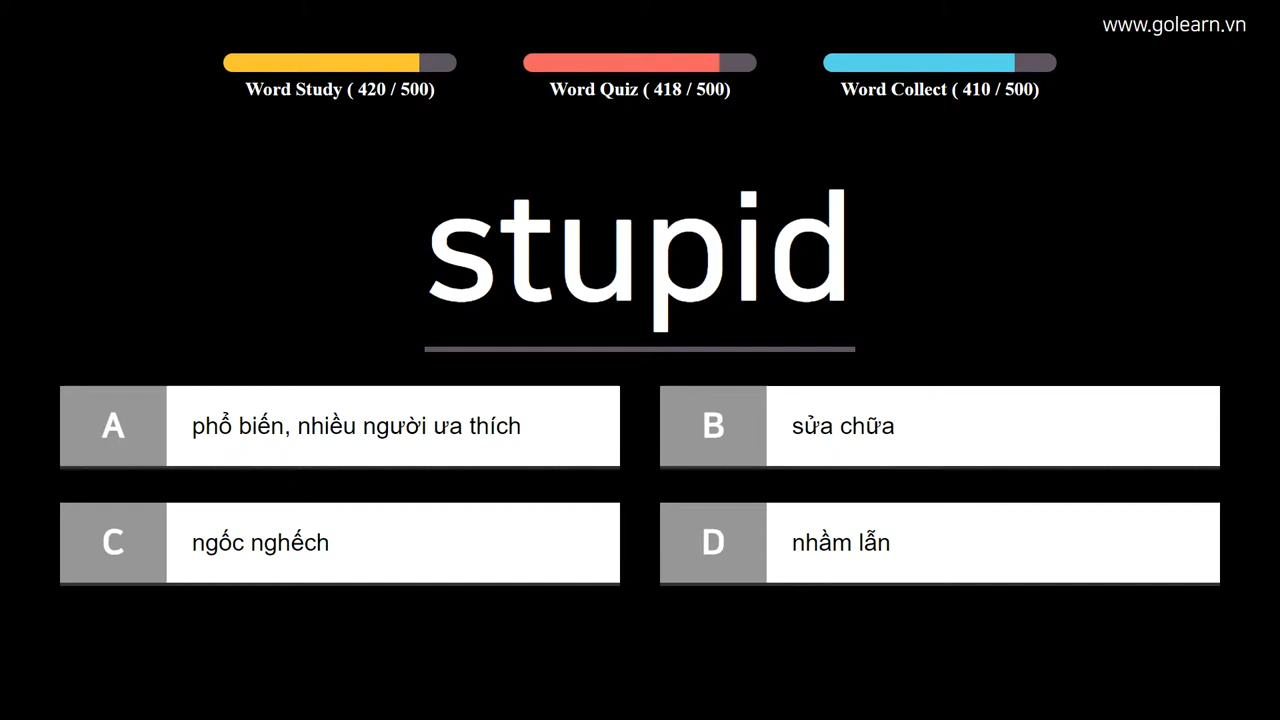 www.golearn.vn
Word Study ( 420 / 500)
Word Quiz ( 418 / 500)
Word Collect ( 410 / 500)
stupid
A phổ biến, nhiều người ưa thích
B sửa chữa
C ngốc nghếch
D nhầm lẫn